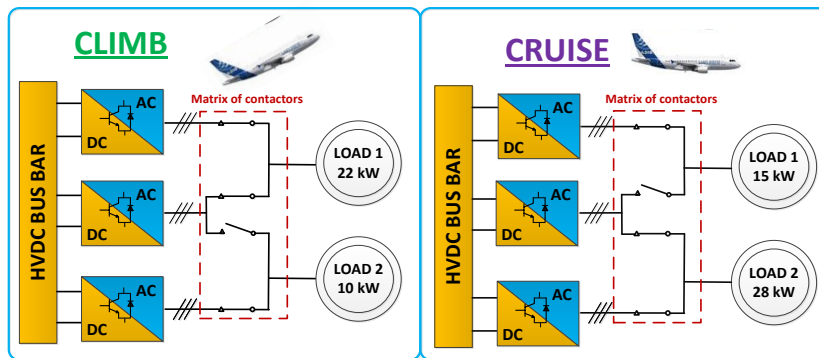 CLIMB
Matrix of contactors
HVDC BUS BAR
AC
DC
AC
DC
AC
DC
LOAD 1
22 kW
LOAD 2
10 kW
CRUISE
Matrix of contactors
HVDC BUS BAR
AC
DC
AC
DC
AC
DC
LOAD 1
15 kW
LOAD 2
28 kW